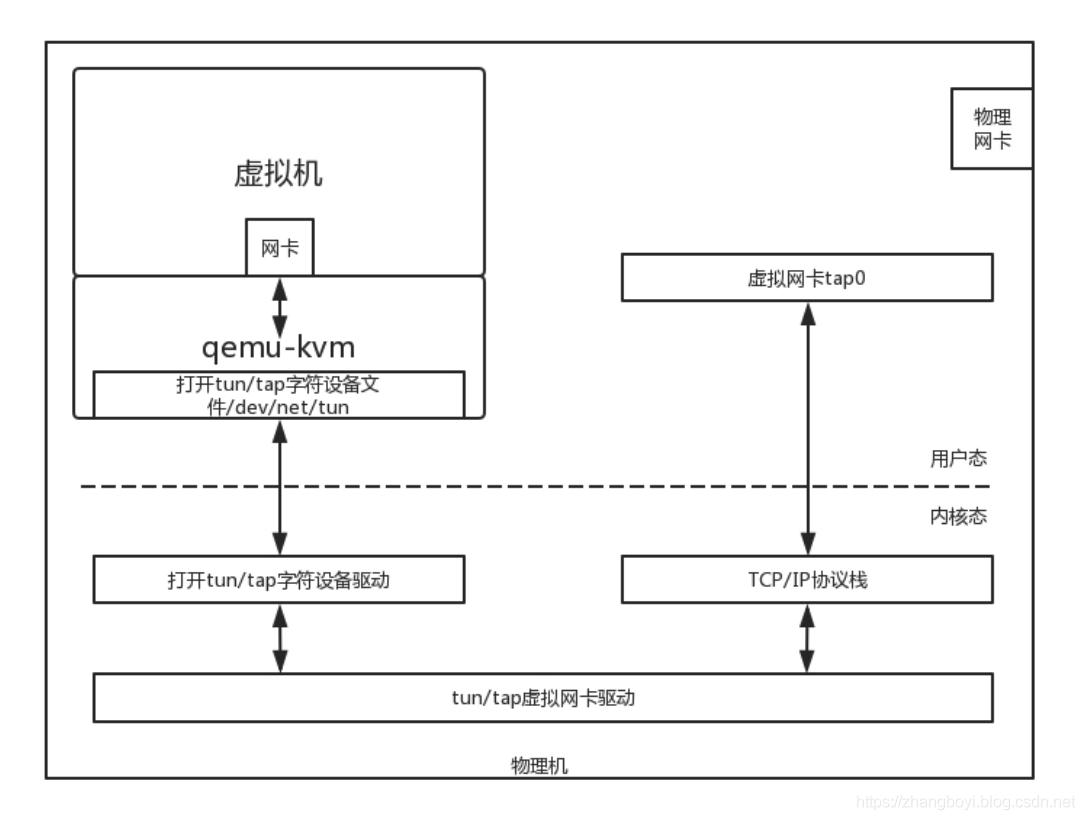 虚拟机
网卡
qemu-kvm
打开tun/tap字符设备文
件/dev/net/tun
物理
网卡
虚拟网卡tap0
用户态
内核态
打开tun/tap字符设备驱动
TCP/IP协议栈
tun/tap虚拟网卡驱动
物理机
https://zhangboyi.blog.csdn.net